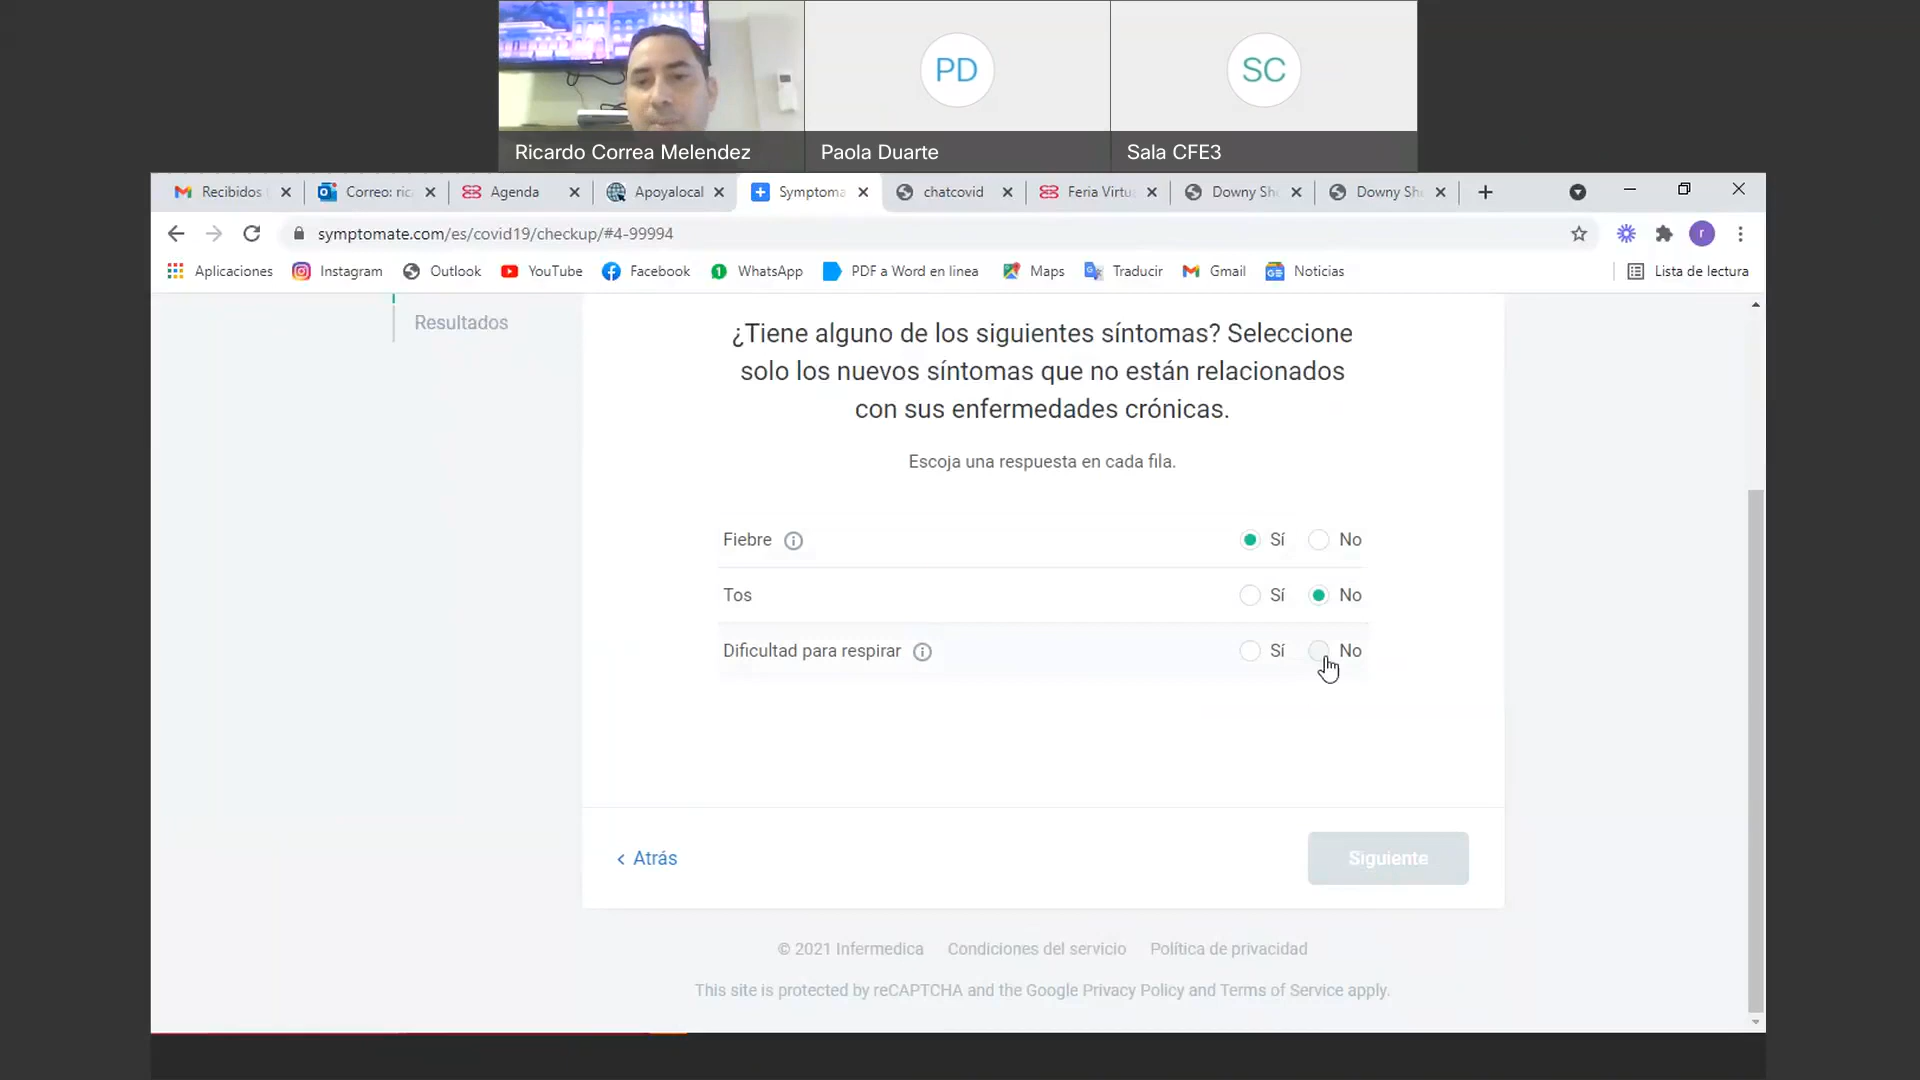 PD
SC
Ricardo Correa Melendez
Paola Duarte
Sala CFE3
Recibidos
Correo: ric
Agenda
Apoyalocal
Symptoma
chatcovid
Feria Virtu
Downy Sh
Downy Sh
symptomate.com/es/covid19/checkup/#4-99994
r
Aplicaciones
Instagram
Outlook
YouTube
Facebook
1
WhatsApp
PDF a Word en linea
Maps
Traducir
Gmail
Noticias
Lista de lectura
Resultados
¿Tiene alguno de los siguientes síntomas? Seleccione
solo los nuevos síntomas que no están relacionados
con sus enfermedades crónicas.
Escoja una respuesta en cada fila.
Fiebre Sí No
Tos Sí No
Dificultad para respirar Sí No
< Atrás
Siguiente
© 2021 Infermedica Condiciones del servicio Política de privacidad
This site is protected by reCAPTCHA and the Google Privacy Policy and Terms of Service apply.